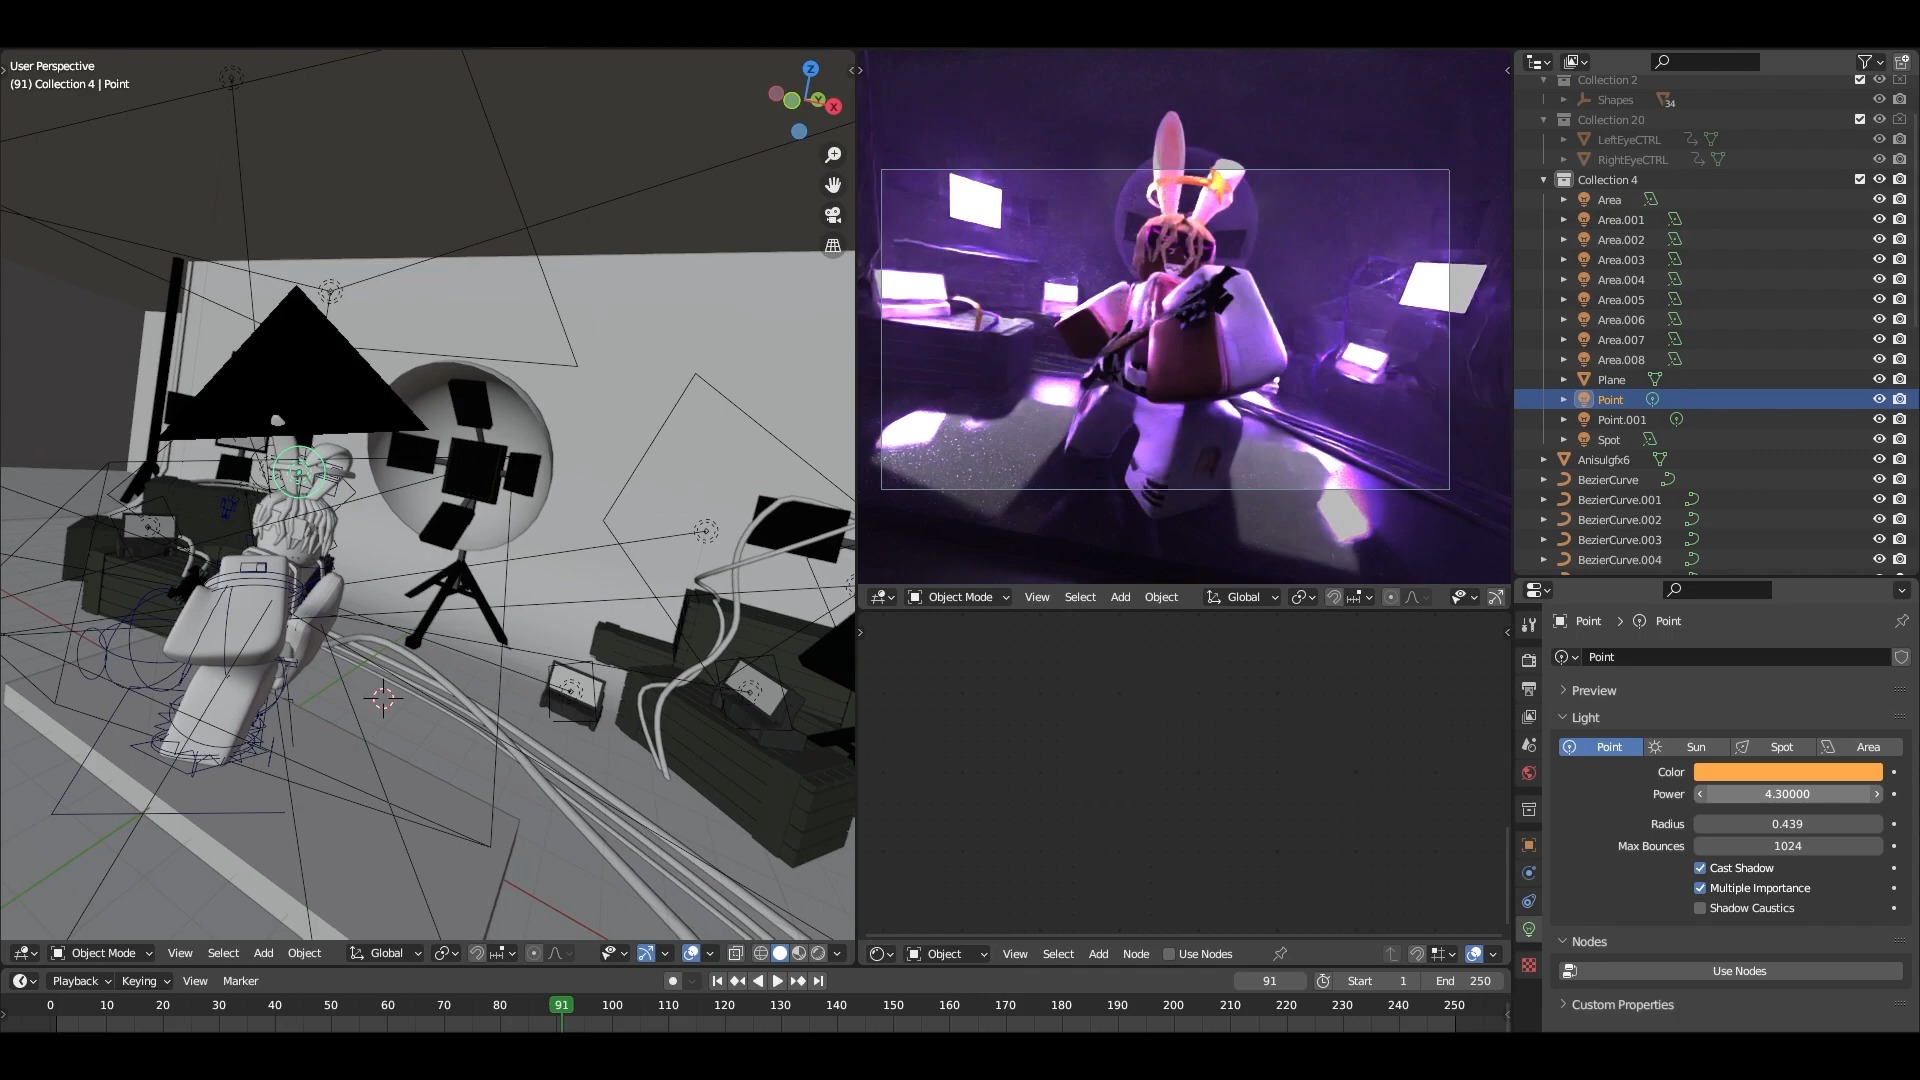 User Perspective
(91) Collection 4 | Point
Z
Y
X
Object Mode
View
Select
Add
Object
Global
Object Mode
View
Select
Add
Object
Global
Object
View
Select
Add
Node
Use Nodes
Playback
Keying
View
Marker
91
Start 1
End 250
0 10 20 30 40 50 60 70 80 91 100 110 120 130 140 150 160 170 180 190 200 210 220 230 240 250
Collection 2
Shapes 34
Collection 20
LeftEyeCTRL
RightEyeCTRL
Collection 4
Area
Area.001
Area.002
Area.003
Area.004
Area.005
Area.006
Area.007
Area.008
Plane
Point
Point.001
Spot
Anisulgfx6
BezierCurve
BezierCurve.001
BezierCurve.002
BezierCurve.003
BezierCurve.004
Point > Point
Point
Preview
Light
Point Sun Spot Area
Color
Power 4.30000
Radius 0.439
Max Bounces 1024
Cast Shadow
Multiple Importance
Shadow Caustics
Nodes
Use Nodes
Custom Properties